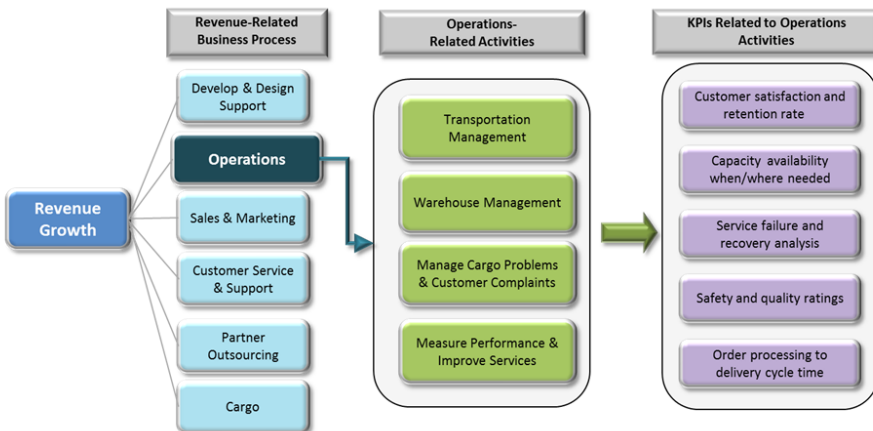 Revenue-Related
Business Process
Operations-
Related Activities
KPIs Related to Operations
Activities
Revenue
Growth
Develop & Design
Support
Operations
Sales & Marketing
Customer Service
& Support
Partner
Outsourcing
Cargo
Transportation
Management
Warehouse Management
Manage Cargo Problems
& Customer Complaints
Measure Performance &
Improve Services
Customer satisfaction and
retention rate
Capacity availability
when/where needed
Service failure and
recovery analysis
Safety and quality ratings
Order processing to
delivery cycle time